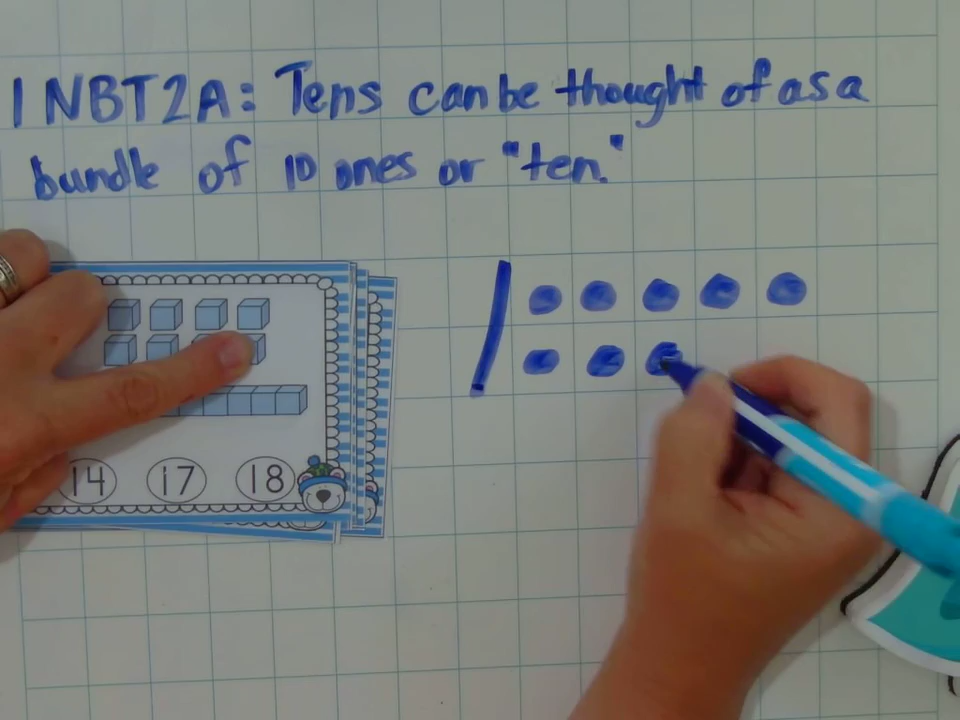 1 NBT2A: Tens can be thought of as a
bundle of 10 ones or "ten."
14 17 18